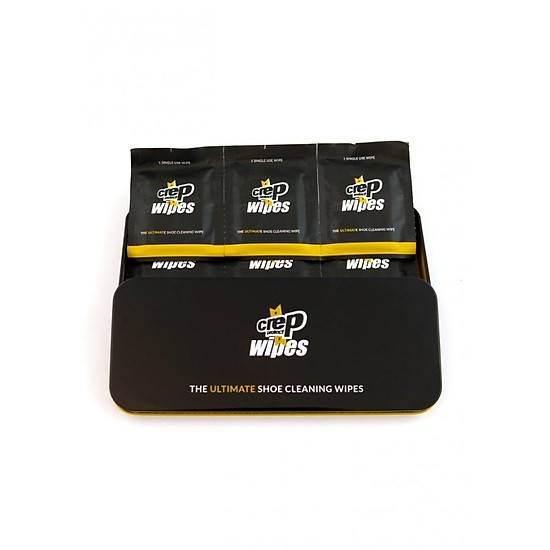 1 SINGLE USE WIPE
crep
protect
wipes
THE ULTIMATE SHOE CLEANING WIPE
1 SINGLE USE WIPE
crep
protect
wipes
THE ULTIMATE SHOE CLEANING WIPE
1 SINGLE USE WIPE
crep
protect
wipes
THE ULTIMATE SHOE CLEANING WIPE
wipes
wipes
wipes
crep
protect
wipes
THE ULTIMATE SHOE CLEANING WIPES